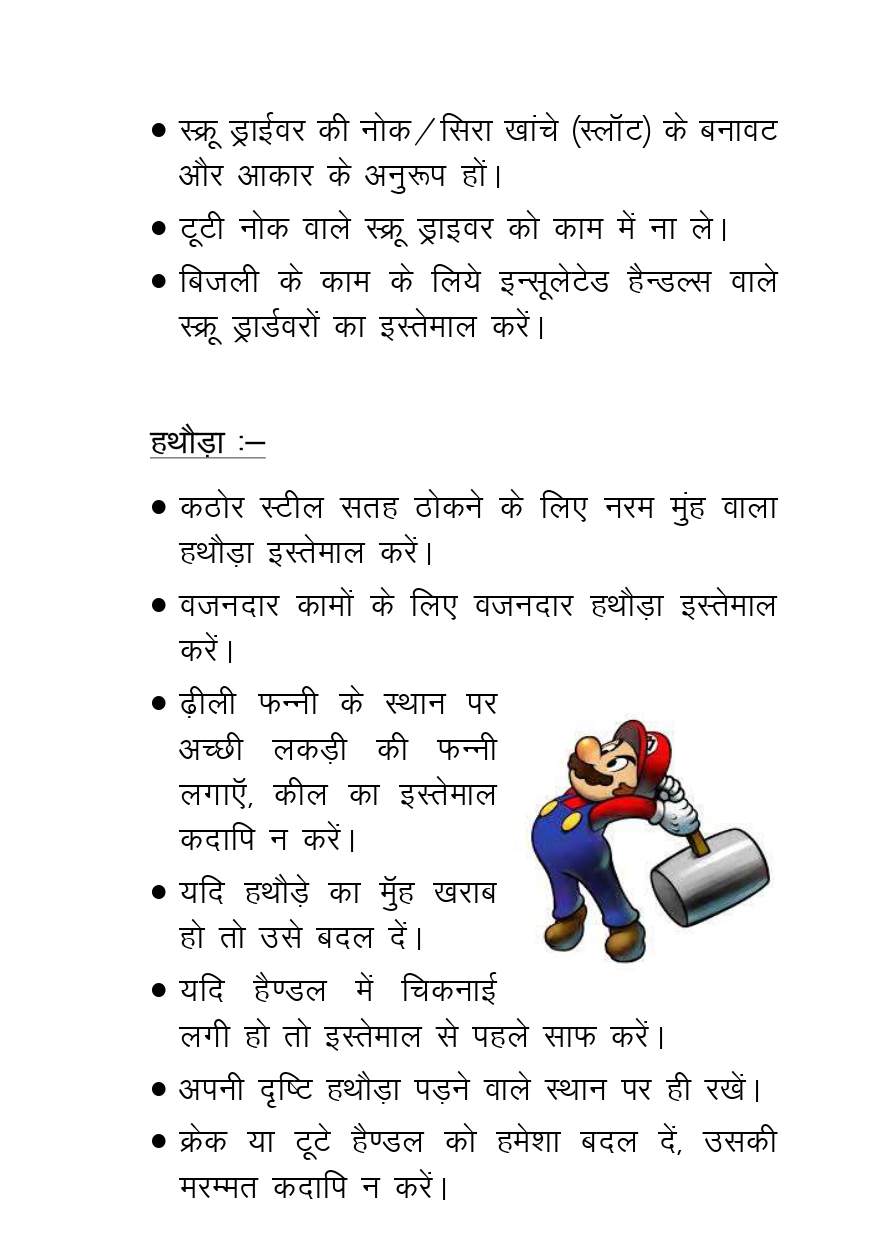 • स्क्रू ड्राईवर की नोक/सिरा खांचे (स्लॉट) के बनावट
और आकार के अनुरूप हों।
• टूटी नोक वाले स्क्रू ड्राइवर को काम में ना ले।
• बिजली के काम के लिये इन्सूलेटेड हैन्डल्स वाले
स्क्रू ड्रार्डवरों का इस्तेमाल करें।
हथौड़ा :–
• कठोर स्टील सतह ठोकने के लिए नरम मुंह वाला
हथौड़ा इस्तेमाल करें।
• वजनदार कामों के लिए वजनदार हथौड़ा इस्तेमाल
करें।
• ढ़ीली फन्नी के स्थान पर
अच्छी लकड़ी की फन्नी
लगाऍ, कील का इस्तेमाल
कदापि न करें।
• यदि हथौड़े का मुॅह खराब
हो तो उसे बदल दें।
• यदि हैण्डल में चिकनाई
लगी हो तो इस्तेमाल से पहले साफ करें।
• अपनी दृष्टि हथौड़ा पड़ने वाले स्थान पर ही रखें।
• क्रेक या टूटे हैण्डल को हमेशा बदल दें, उसकी
मरम्मत कदापि न करें।